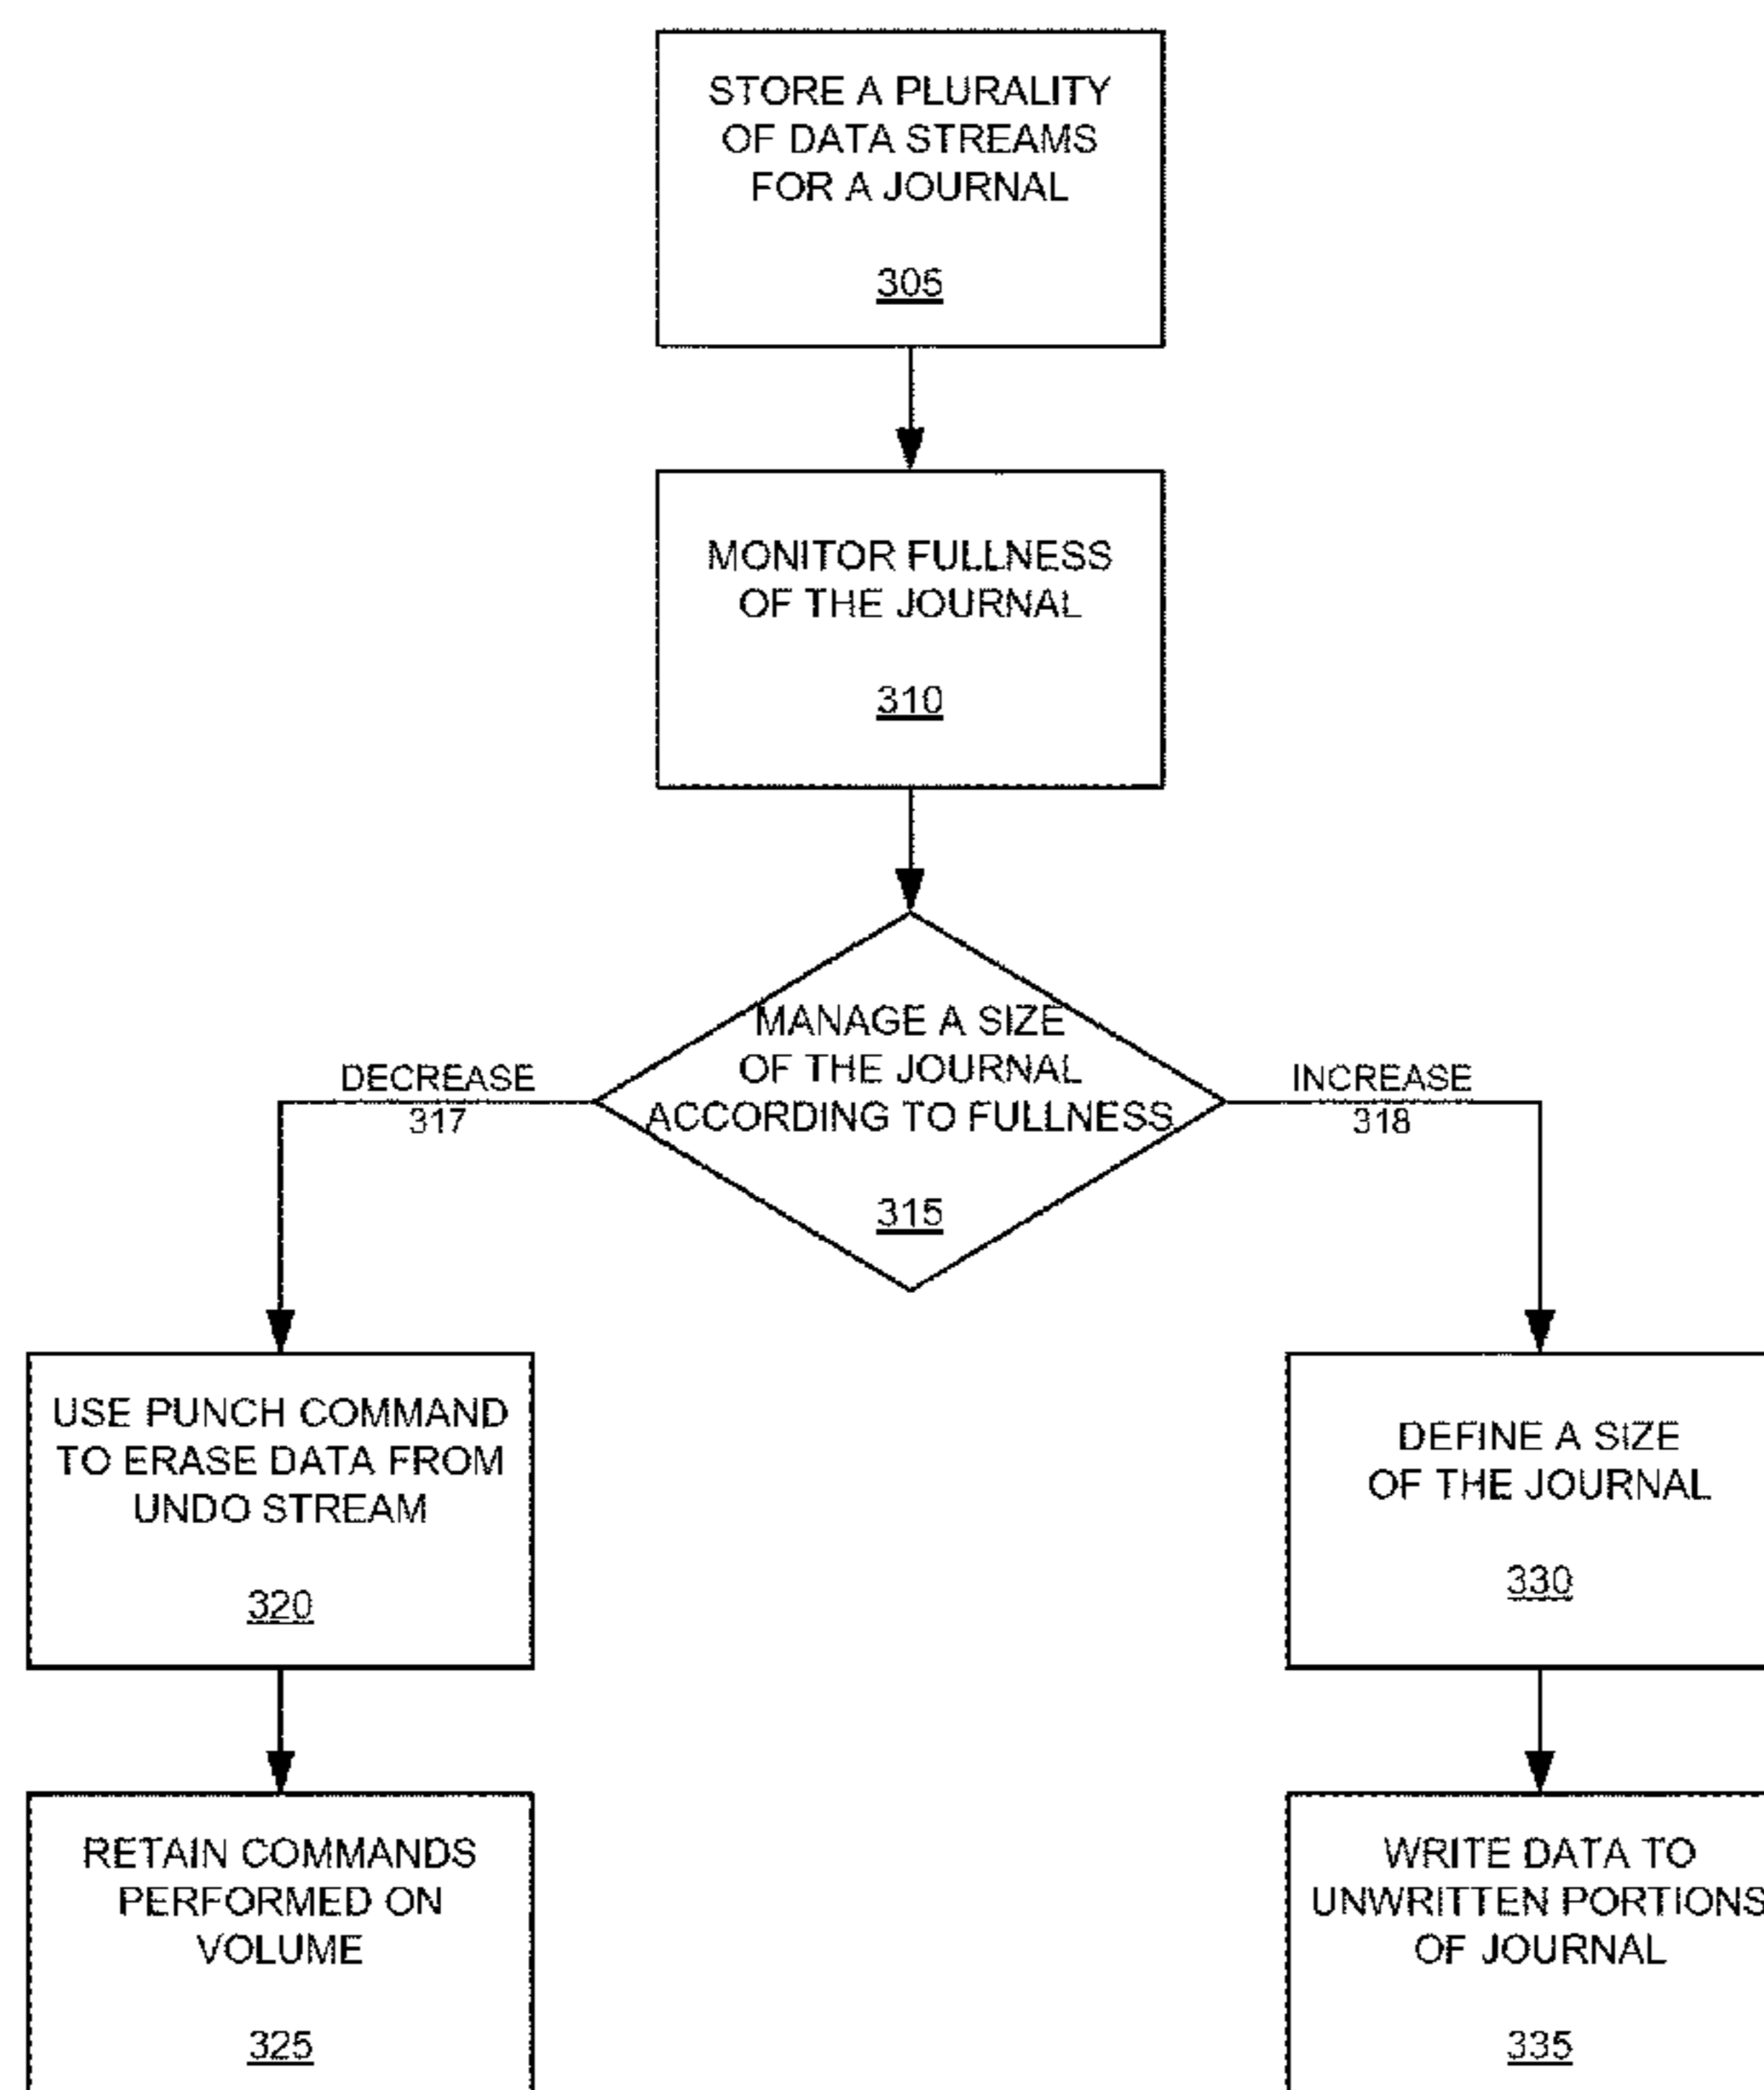 STORE A PLURALITY
OF DATA STREAMS
FOR A JOURNAL
305
MONITOR FULLNESS
OF THE JOURNAL
310
MANAGE A SIZE
OF THE JOURNAL
ACCORDING TO FULLNESS
315
DECREASE
317
INCREASE
318
USE PUNCH COMMAND
TO ERASE DATA FROM
UNDO STREAM
320
DEFINE A SIZE
OF THE JOURNAL
330
RETAIN COMMANDS
PERFORMED ON
VOLUME
325
WRITE DATA TO
UNWRITTEN PORTIONS
OF JOURNAL
335